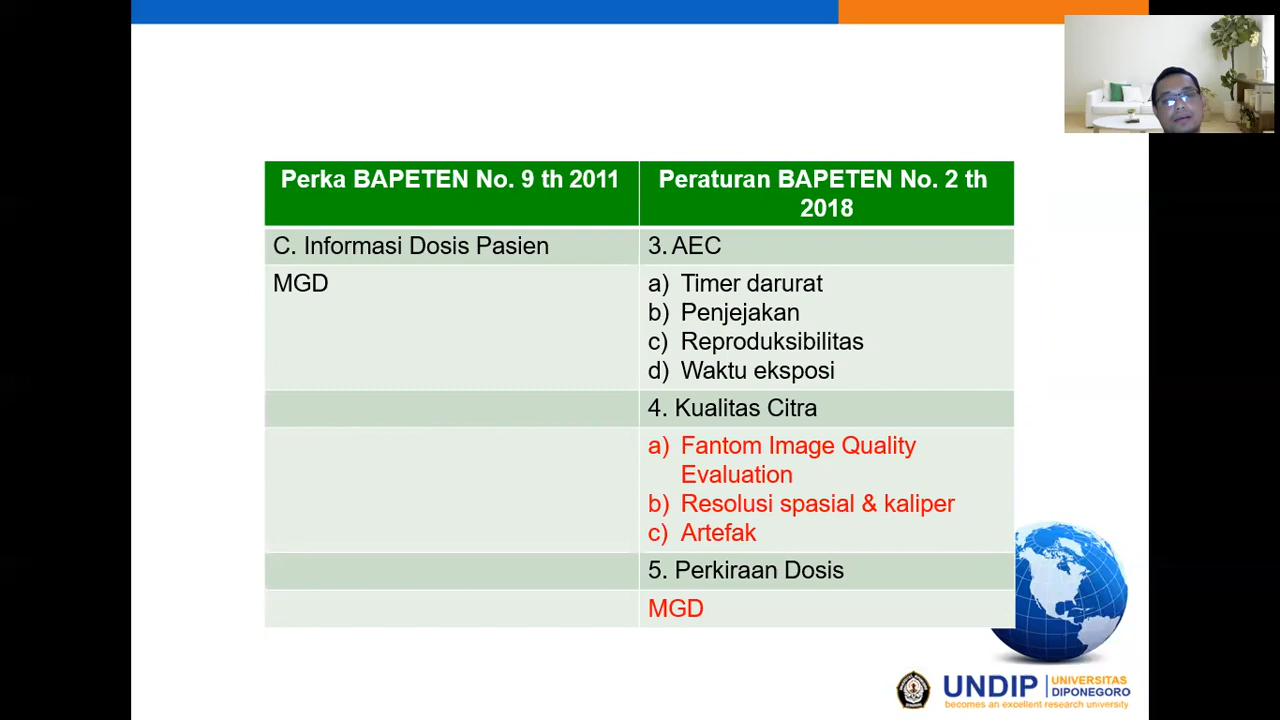 Perka BAPETEN No. 9 th 2011
Peraturan BAPETEN No. 2 th
2018
C. Informasi Dosis Pasien
3. AEC
MGD
a) Timer darurat
b) Penjejakan
c) Reproduksibilitas
d) Waktu eksposi
4. Kualitas Citra
a) Fantom Image Quality
Evaluation
b) Resolusi spasial & kaliper
c) Artefak
5. Perkiraan Dosis
MGD
UNDIP
UNIVERSITAS
DIPONEGORO
becomes an excellent research university